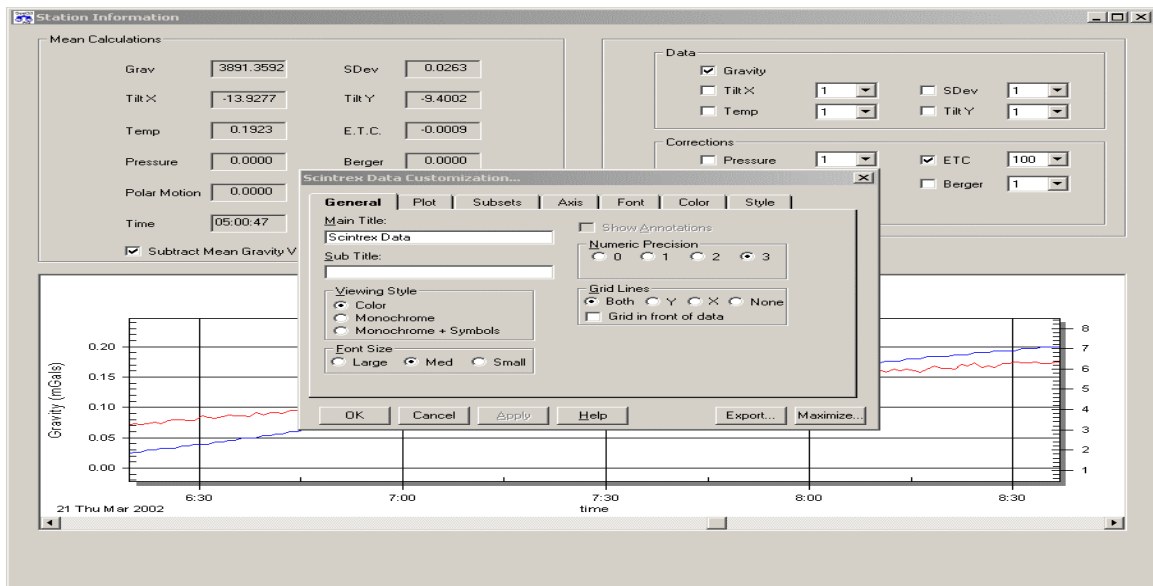 Station Information
Mean Calculations
Grav 3891.3592 SDev 0.0263
Tilt X -13.9277 Tilt Y -9.4002
Temp 0.1923 E.T.C. -0.0009
Pressure 0.0000 Berger 0.0000
Polar Motion 0.0000
Time 05:00:47
Subtract Mean Gravity V
Data
Gravity
Tilt X 1 SDev 1
Temp 1 Tilt Y 1
Corrections
Pressure 1 ETC 100
Berger 1
Scintrex Data Customization...
General Plot Subsets Axis Font Color Style
Main Title:
Scintrex Data
Sub Title:
Viewing Style
Color
Monochrome
Monochrome + Symbols
Font Size
Large Med Small
Show Annotations
Numeric Precision
0 1 2 3
Grid Lines
Both Y X None
Grid in front of data
OK Cancel Apply Help Export... Maximize...
Gravity (mGals)
0.20
0.15
0.10
0.05
0.00
8
7
6
5
4
3
2
1
6:30 7:00 7:30 8:00 8:30
21 Thu Mar 2002 time